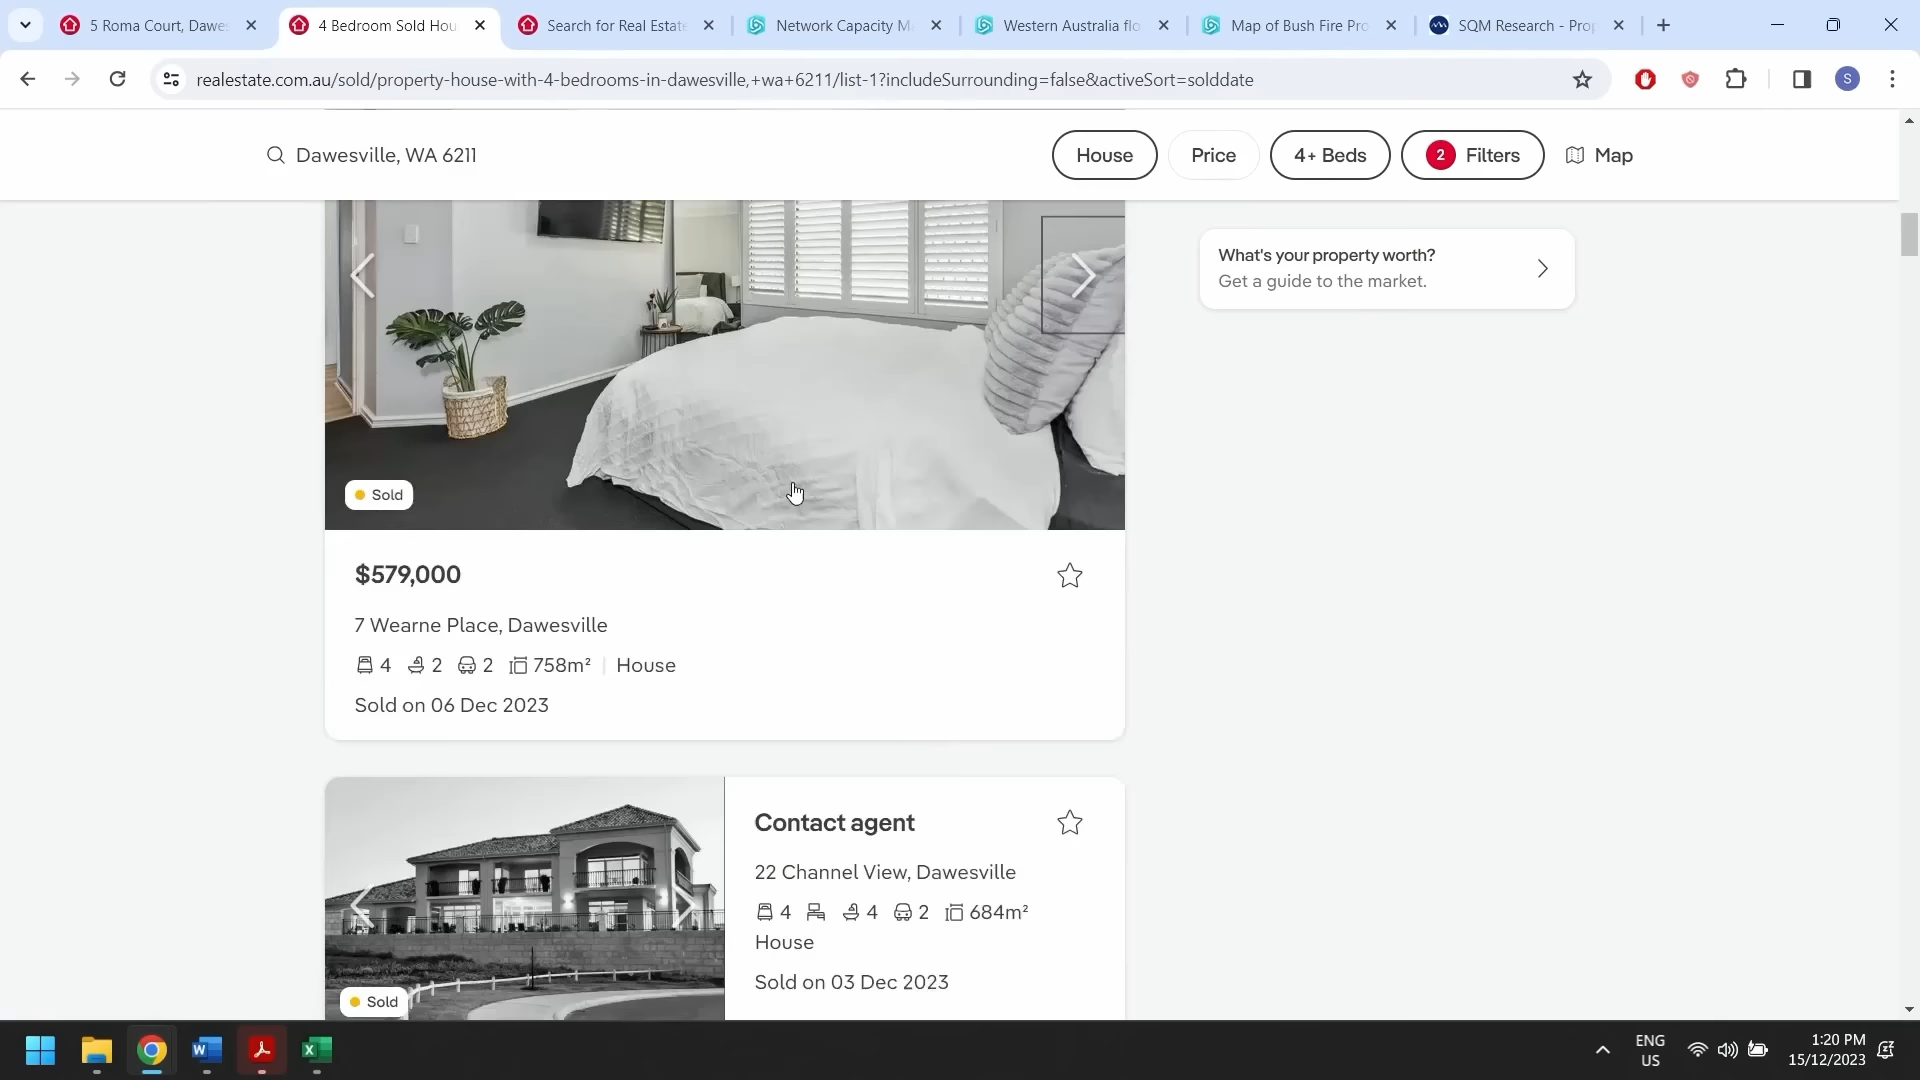 5 Roma Court, Dawes
4 Bedroom Sold Hou
Search for Real Estate
Network Capacity M
Western Australia flo
Map of Bush Fire Pro
SQM Research - Prop
realestate.com.au/sold/property-house-with-4-bedrooms-in-dawesville,+wa+6211/list-1?includeSurrounding=false&activeSort=solddate
S
Dawesville, WA 6211
House
Price
4+ Beds
2 Filters
Map
What's your property worth?
Get a guide to the market.
Sold
$579,000
7 Wearne Place, Dawesville
4 2 2 758m² House
Sold on 06 Dec 2023
Contact agent
22 Channel View, Dawesville
4 4 2 684m²
House
Sold on 03 Dec 2023
Sold
ENG
US
1:20 PM
15/12/2023